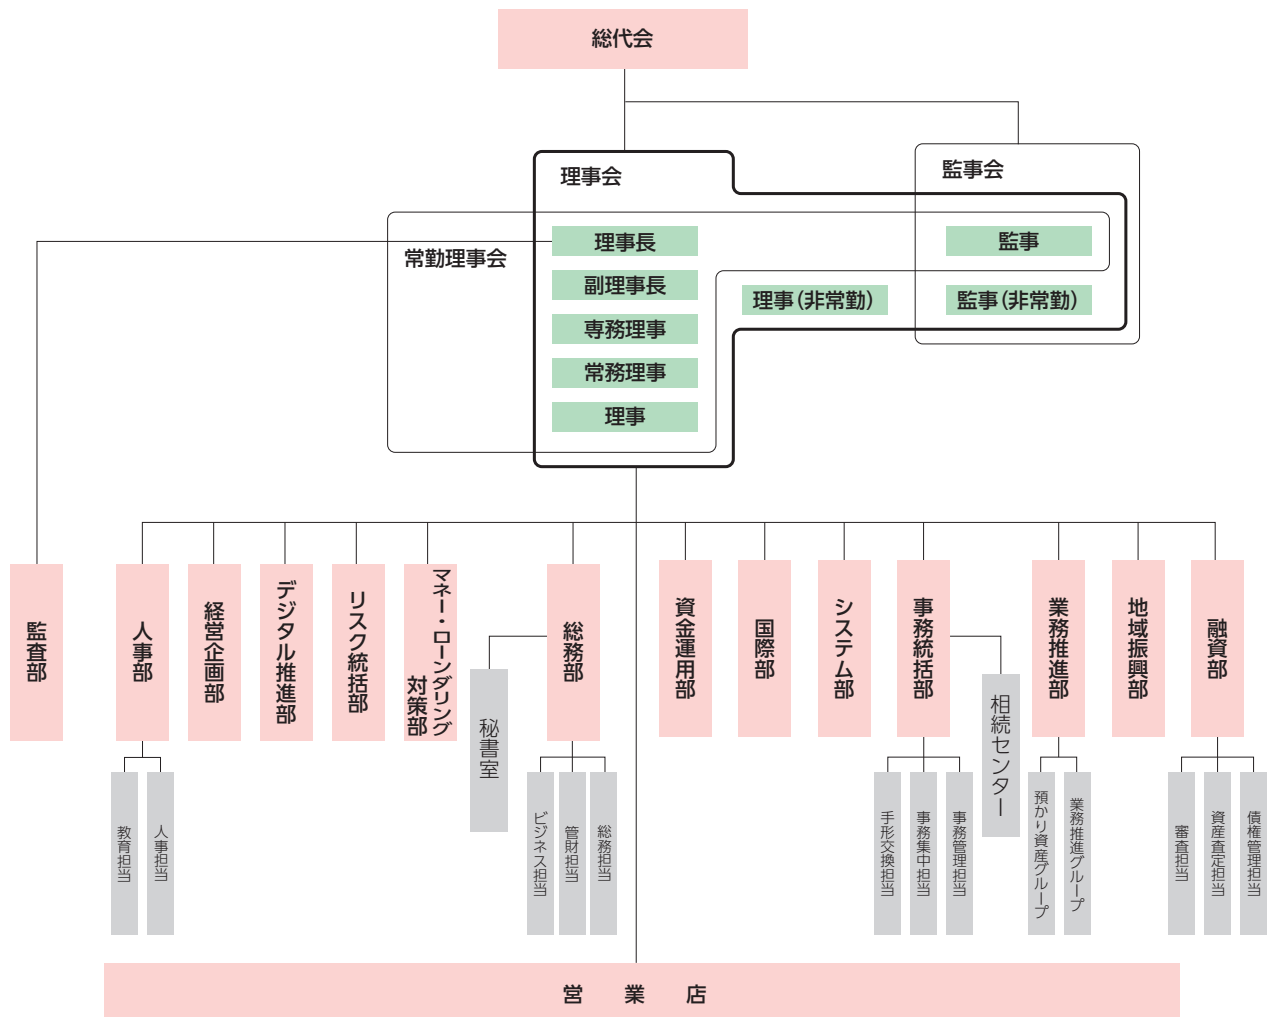 総代会
理事会
監事会
常勤理事会
理事長
監事
副理事長
理事(非常勤)
監事(非常勤)
専務理事
常務理事
理事
監査部
人事部
経営企画部
デジタル推進部
リスク統括部
マネー・ローンダリング
対策部
総務部
資金運用部
国際部
システム部
事務統括部
業務推進部
地域振興部
融資部
秘書室
相続センター
教育担当
人事担当
ビジネス担当
管財担当
総務担当
手形交換担当
事務集中担当
事務管理担当
預かり資産グループ
業務推進グループ
審査担当
資産査定担当
債権管理担当
営 業 店